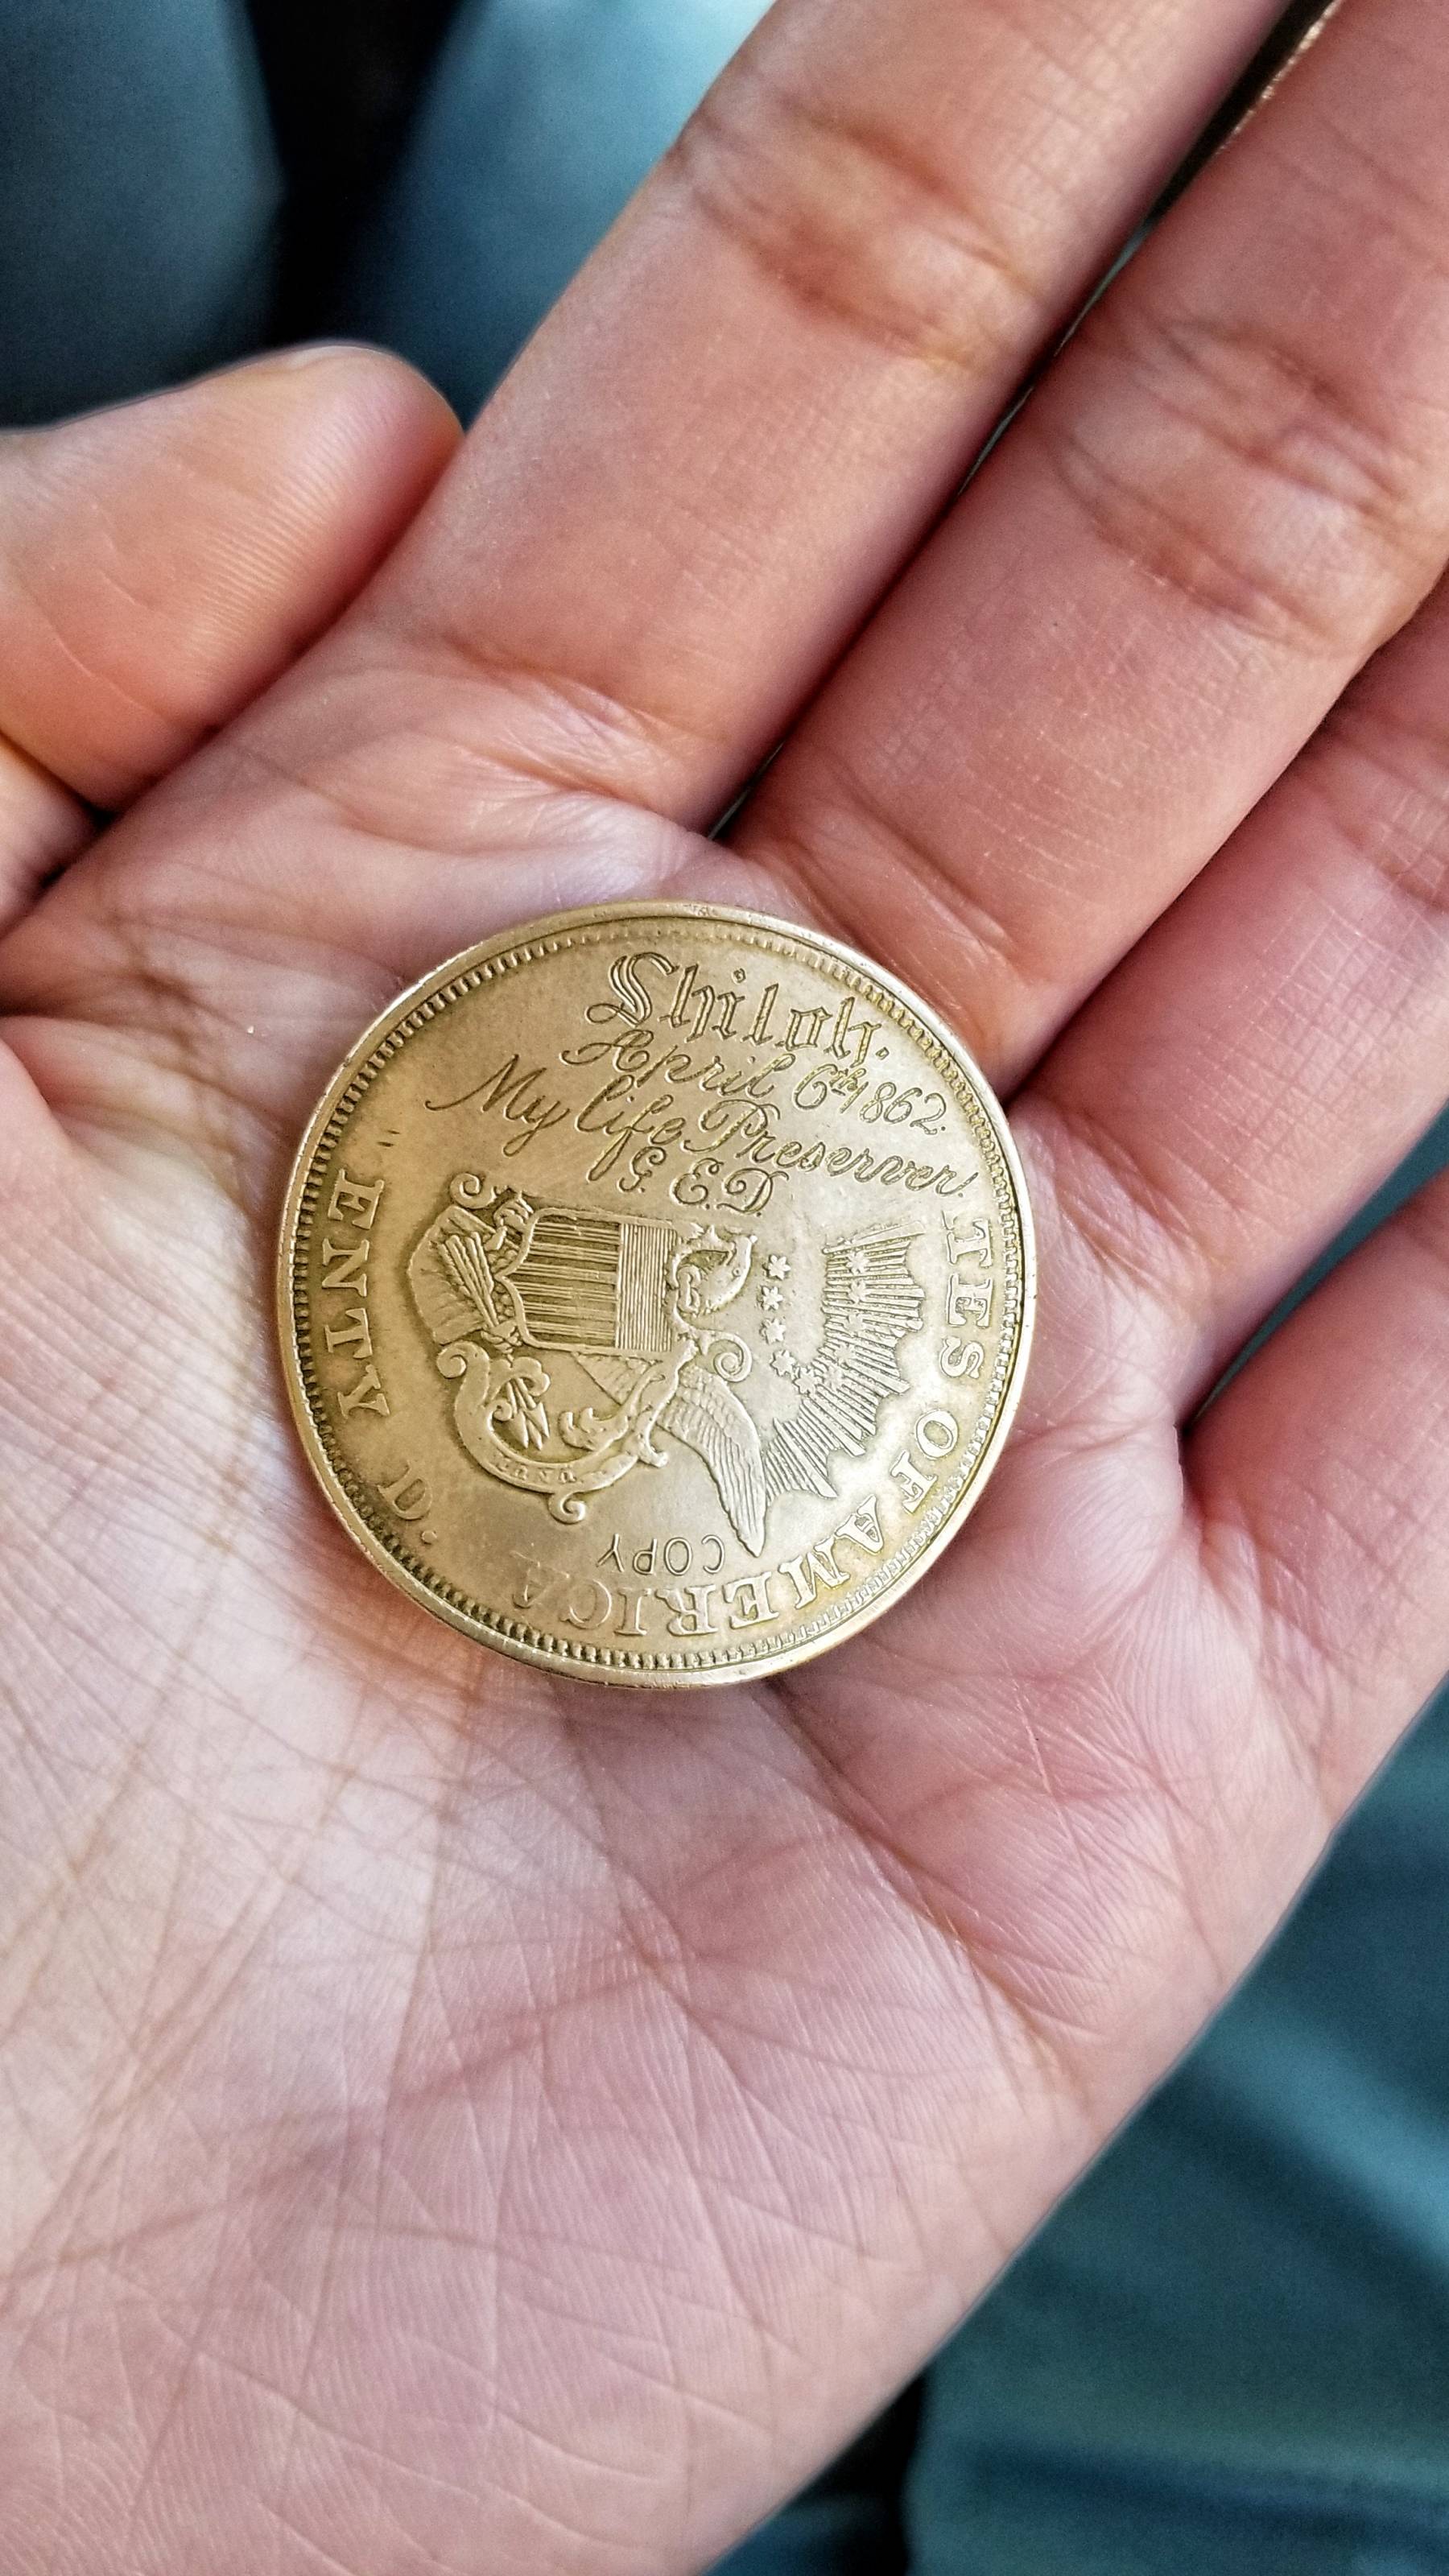 Shiloh.
April 6th 1862.
My life Preserver.
G. E. D.
TES OF AMERICA
ENTY D.
COPY